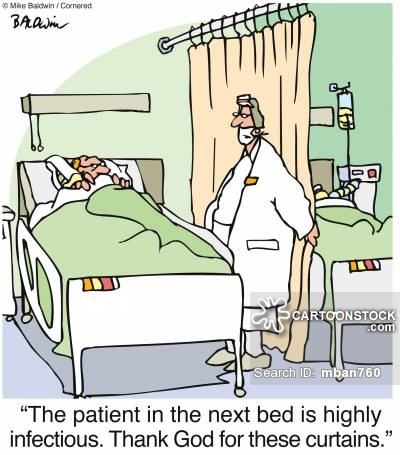 © Mike Baldwin / Cornered
BALDWIN
CARTOONSTOCK
.com
Search ID: mban760
“The patient in the next bed is highly
infectious. Thank God for these curtains.”